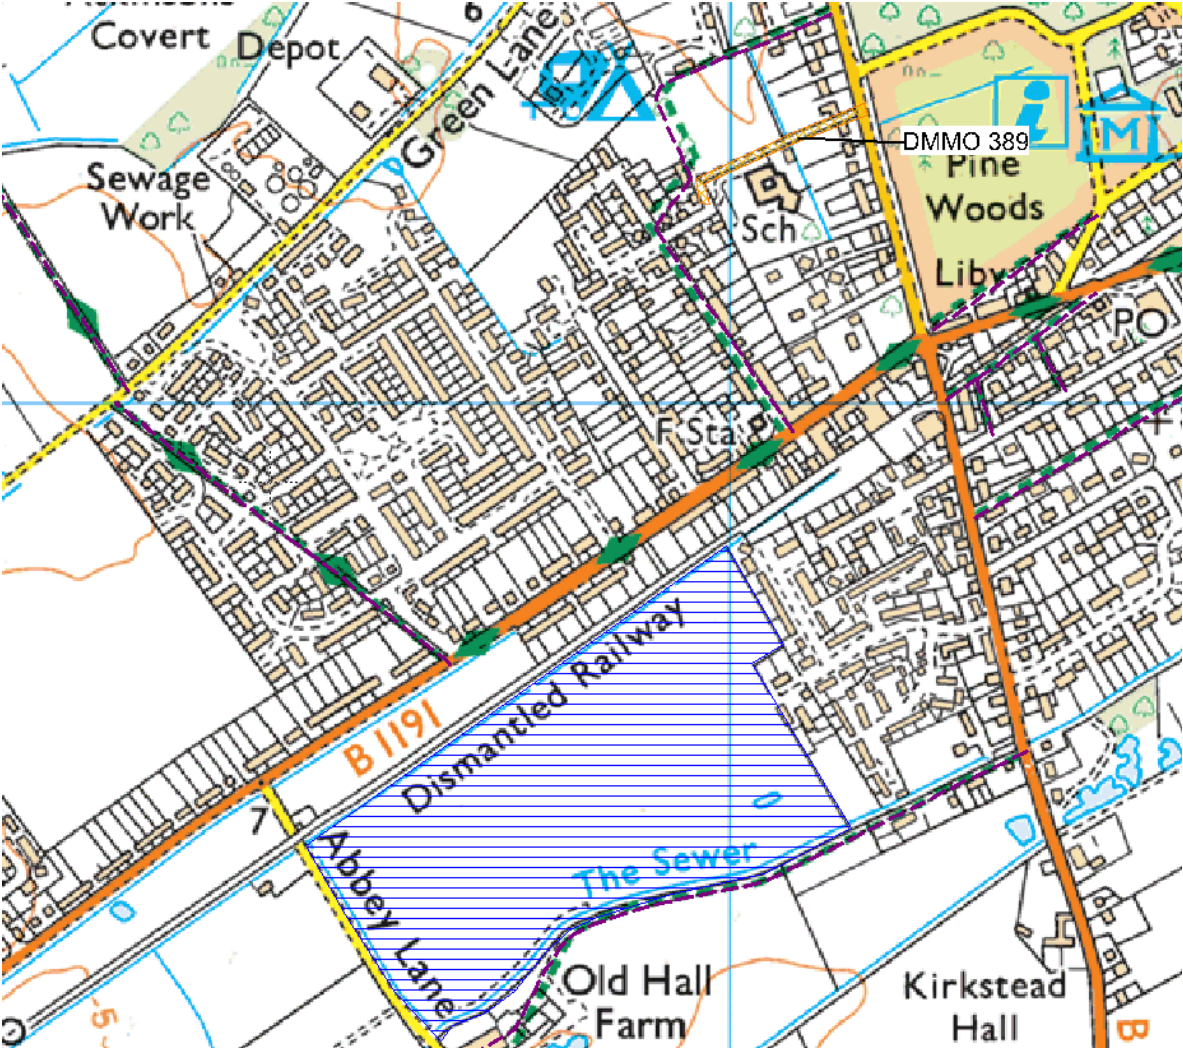 Covert
Depot
6
Green Lane
DMMO 389
i
M
Pine
Woods
Sewage
Work
Sch
Liby
PO
F Sta
B 1191
Dismantled Railway
7
Abbey Lane
The Sewer
Old Hall
Farm
Kirkstead
Hall
5
B